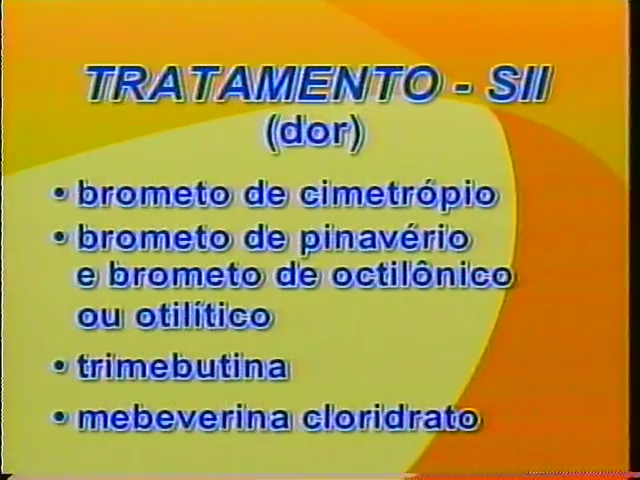 TRATAMENTO - SII
(dor)
• brometo de cimetrópio
• brometo de pinavério
e brometo de octilônico
ou otilítico
• trimebutina
• mebeverina cloridrato